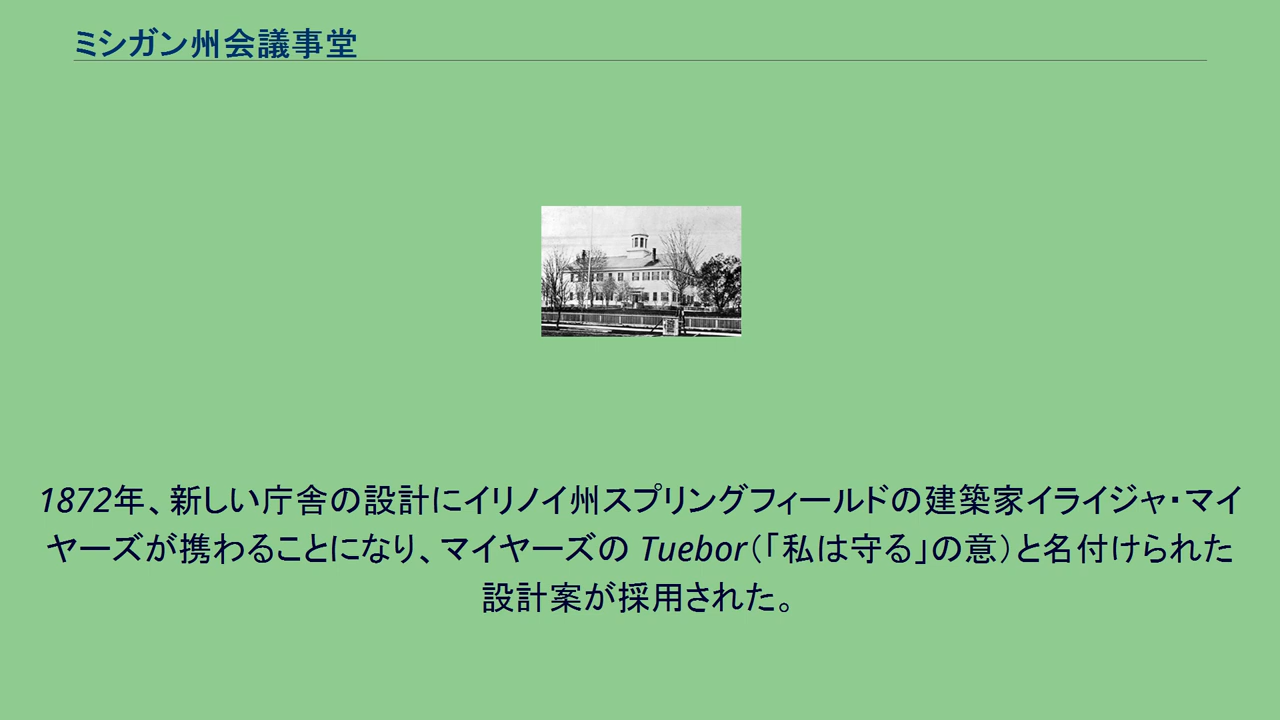 ミシガン州会議事堂
1872年、新しい庁舎の設計にイリノイ州スプリングフィールドの建築家イライジャ・マイ
ヤーズが携わることになり、マイヤーズの Tuebor（「私は守る」の意）と名付けられた
設計案が採用された。